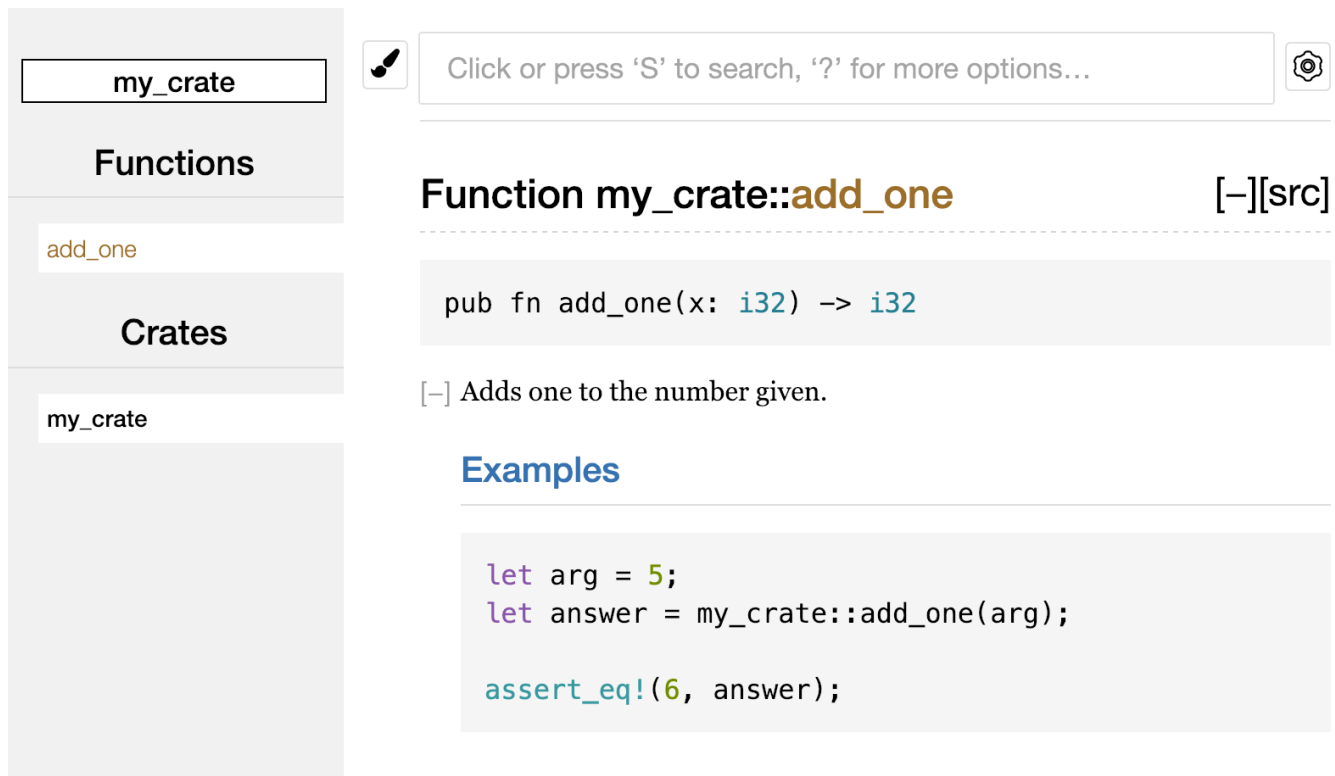 my_crate
Functions
add_one
Crates
my_crate
Click or press ‘S’ to search, ‘?’ for more options…
Function my_crate::add_one [−][src]
pub fn add_one(x: i32) -> i32
[−] Adds one to the number given.
Examples
let arg = 5;
let answer = my_crate::add_one(arg);
assert_eq!(6, answer);